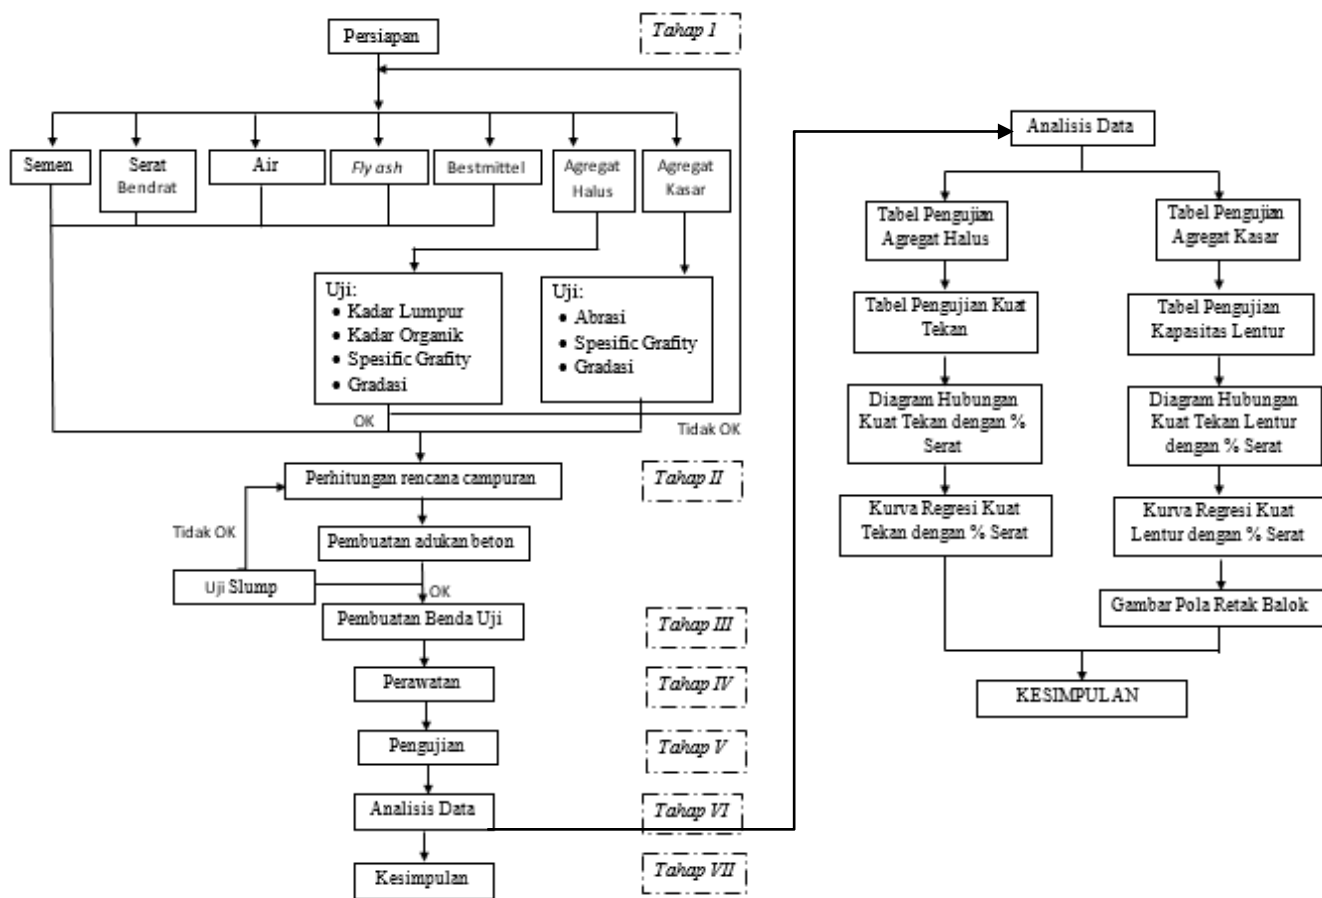 Persiapan
Tahap 1
Semen
Serat
Bendrat
Air
Fly ash
Bestmittel
Agregat
Halus
Agregat
Kasar
Uji:
• Kadar Lumpur
• Kadar Organik
• Spesific Grafity
• Gradasi
Uji:
• Abrasi
• Spesific Grafity
• Gradasi
OK
Tidak OK
Perhitungan rencana campuran
Tahap II
Tidak OK
Pembuatan adukan beton
Uji Slump
OK
Pembuatan Benda Uji
Tahap III
Perawatan
Tahap IV
Pengujian
Tahap V
Analisis Data
Tahap VI
Kesimpulan
Tahap VII
Analisis Data
Tabel Pengujian
Agregat Halus
Tabel Pengujian
Agregat Kasar
Tabel Pengujian Kuat
Tekan
Tabel Pengujian
Kapasitas Lentur
Diagram Hubungan
Kuat Tekan dengan %
Serat
Diagram Hubungan
Kuat Tekan Lentur
dengan % Serat
Kurva Regresi Kuat
Tekan dengan % Serat
Kurva Regresi Kuat
Lentur dengan % Serat
Gambar Pola Retak Balok
KESIMPULAN